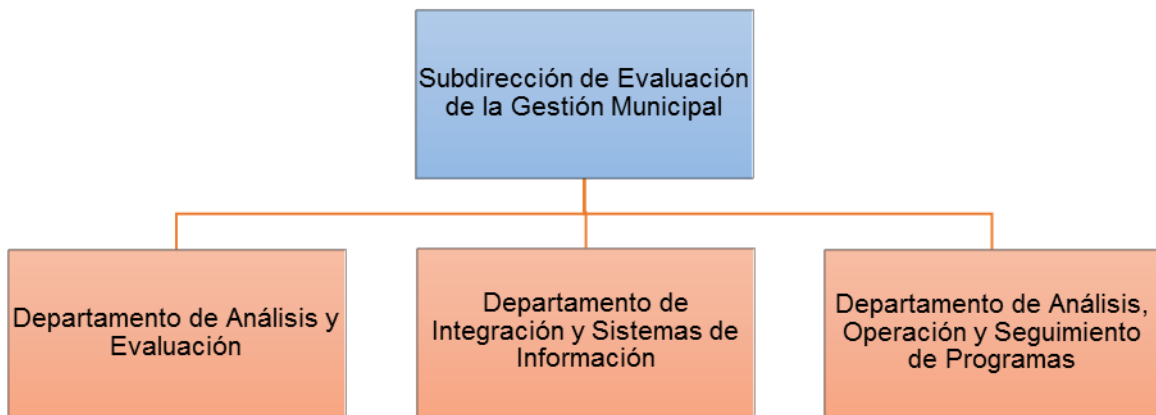 Subdirección de Evaluación
de la Gestión Municipal
Departamento de Análisis y
Evaluación
Departamento de
Integración y Sistemas de
Información
Departamento de Análisis,
Operación y Seguimiento
de Programas